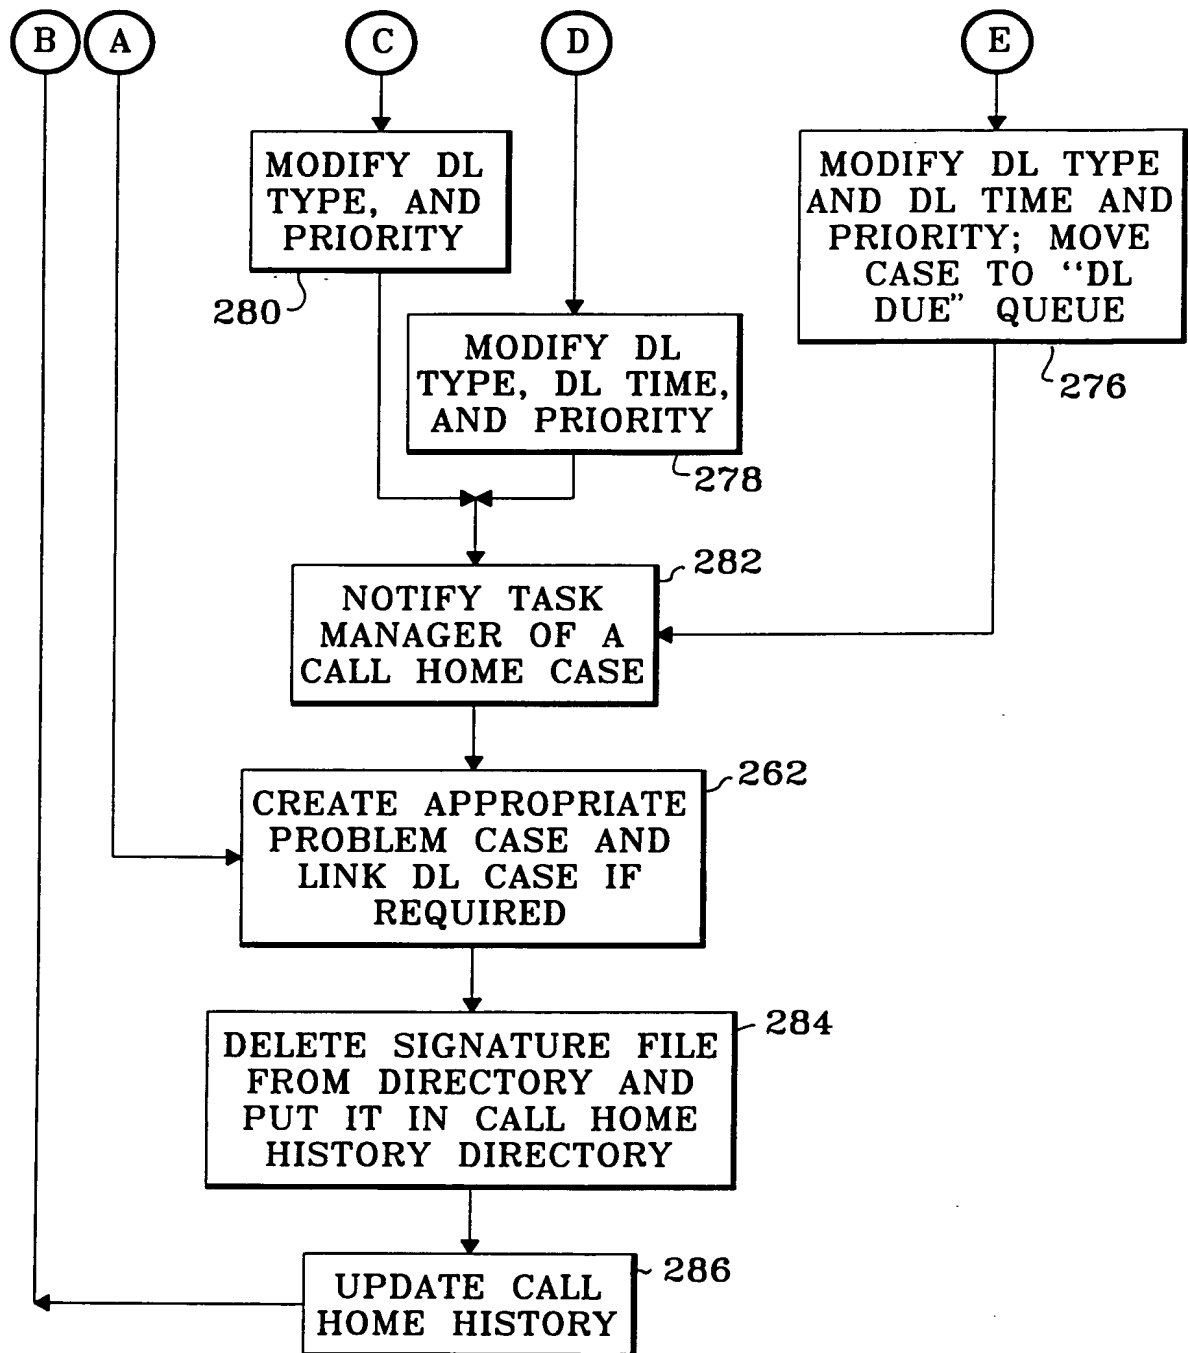 B
A
C
D
E
MODIFY DL
TYPE, AND
PRIORITY
280
MODIFY DL
TYPE, DL TIME,
AND PRIORITY
278
MODIFY DL TYPE
AND DL TIME AND
PRIORITY; MOVE
CASE TO “DL
DUE” QUEUE
276
282
NOTIFY TASK
MANAGER OF A
CALL HOME CASE
262
CREATE APPROPRIATE
PROBLEM CASE AND
LINK DL CASE IF
REQUIRED
284
DELETE SIGNATURE FILE
FROM DIRECTORY AND
PUT IT IN CALL HOME
HISTORY DIRECTORY
286
UPDATE CALL
HOME HISTORY